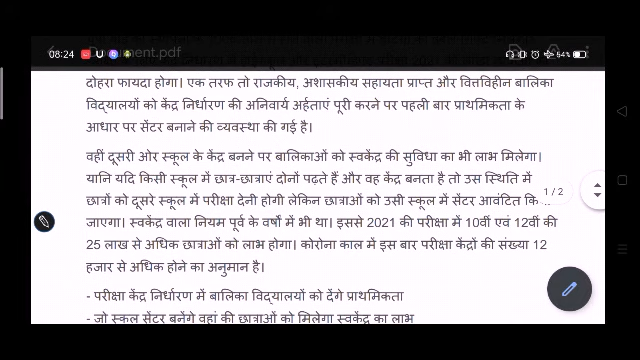 08:24
54%
Document.pdf
दोहरा फायदा होगा। एक तरफ तो राजकीय, अशासकीय सहायता प्राप्त और वित्तविहीन बालिका
विद्यालयों को केंद्र निर्धारण की अनिवार्य अर्हताएं पूरी करने पर पहली बार प्राथमिकता के
आधार पर सेंटर बनाने की व्यवस्था की गई है।
वहीं दूसरी ओर स्कूल के केंद्र बनने पर बालिकाओं को स्वकेंद्र की सुविधा का भी लाभ मिलेगा।
यानि यदि किसी स्कूल में छात्र-छात्राएं दोनों पढ़ते हैं और वह केंद्र बनता है तो उस स्थिति में
1 / 2
छात्रों को दूसरे स्कूल में परीक्षा देनी होगी लेकिन छात्राओं को उसी स्कूल में सेंटर आवंटित कि
जाएगा। स्वकेंद्र वाला नियम पूर्व के वर्षों में भी था। इससे 2021 की परीक्षा में 10वीं एवं 12वीं की
25 लाख से अधिक छात्राओं को लाभ होगा। कोरोना काल में इस बार परीक्षा केंद्रों की संख्या 12
हजार से अधिक होने का अनुमान है।
- परीक्षा केंद्र निर्धारण में बालिका विद्यालयों को देंगे प्राथमिकता
- जो स्कूल सेंटर बनेंगे वहां की छात्राओं को मिलेगा स्वकेंद्र का लाभ